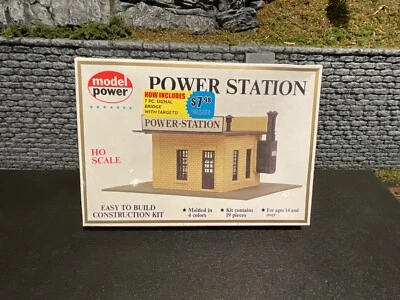 model
power
POWER STATION
NOW INCLUDES
7 PC. SIGNAL
BRIDGE
WITH TARGETS!
$7.98
POWER-STATION
HO
SCALE
EASY TO BUILD
CONSTRUCTION KIT
• Molded in
4 colors
• Kit contains
19 pieces
• For ages 14 and
over